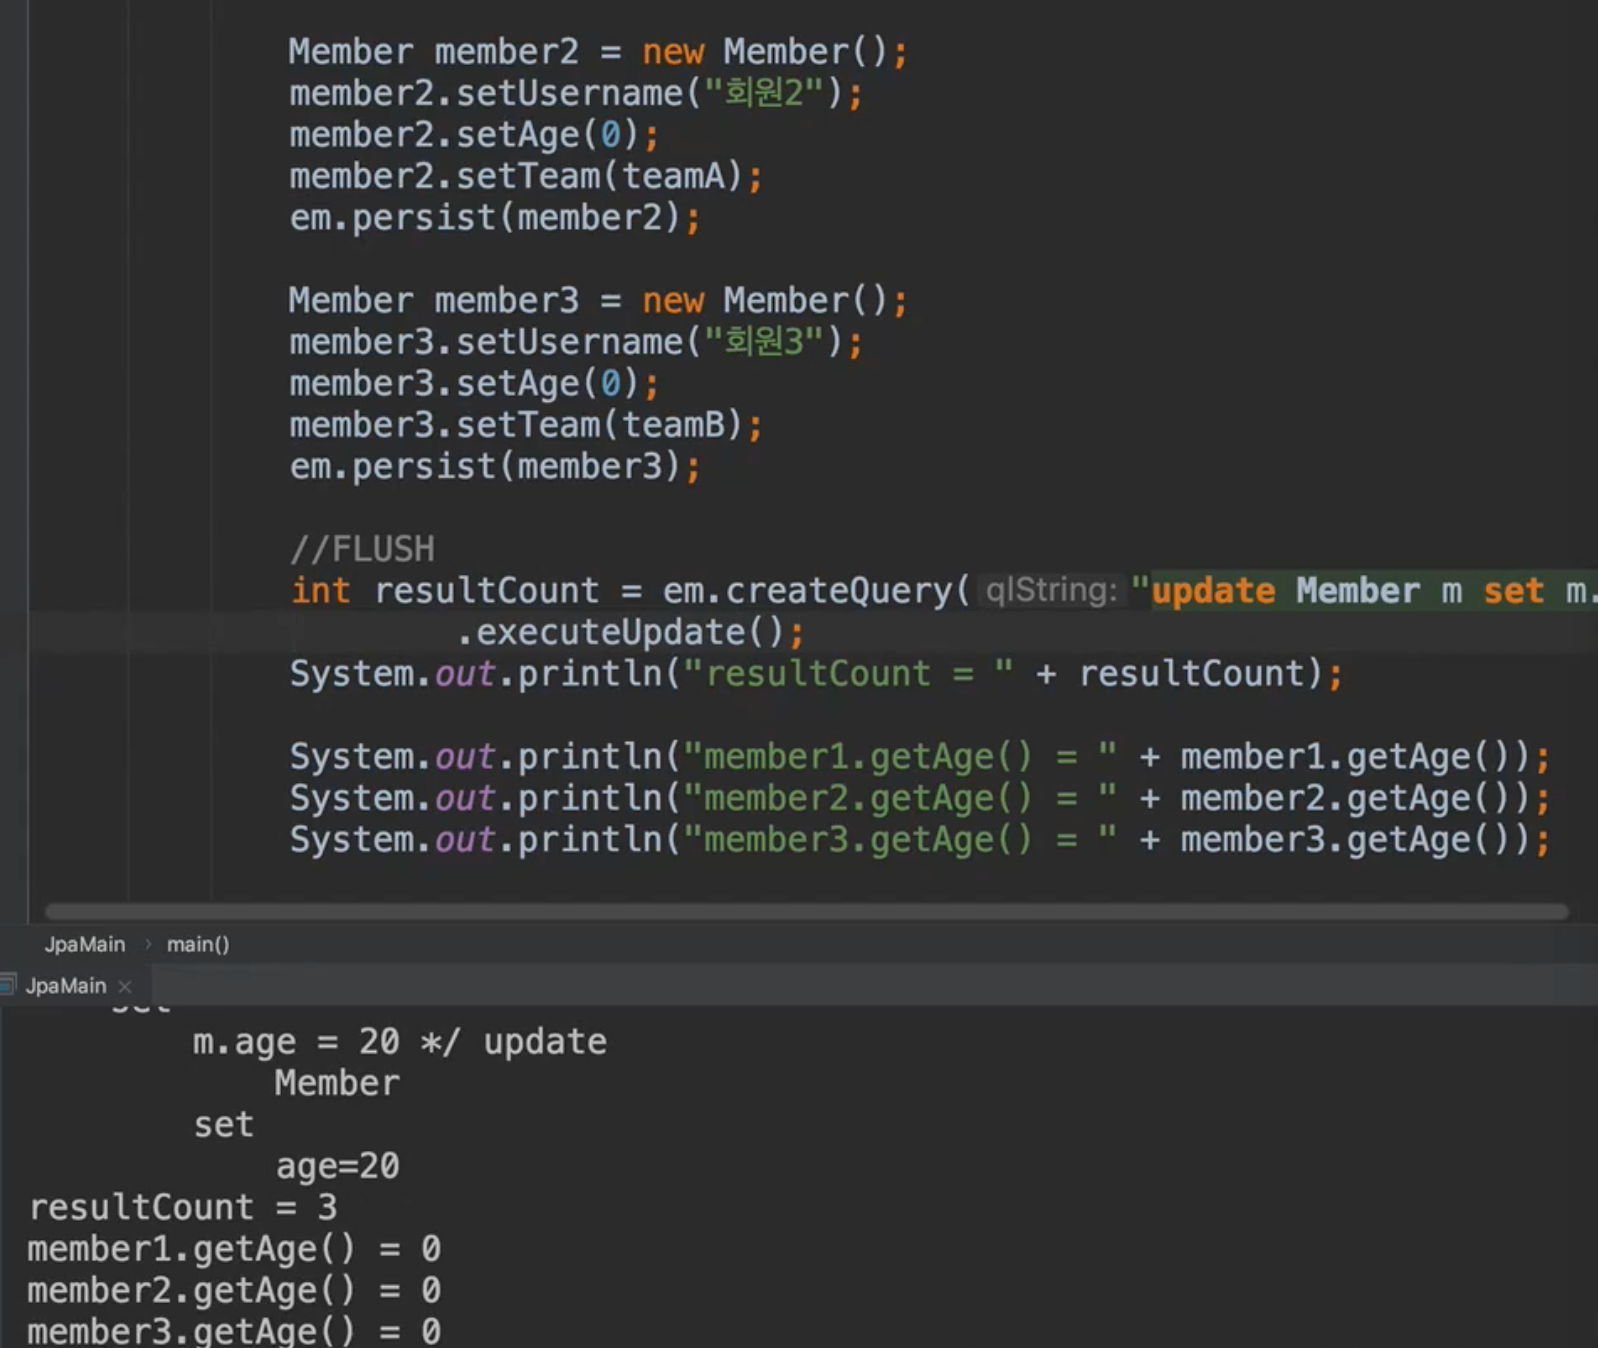 Member member2 = new Member();
member2.setUsername("회원2");
member2.setAge(0);
member2.setTeam(teamA);
em.persist(member2);
Member member3 = new Member();
member3.setUsername("회원3");
member3.setAge(0);
member3.setTeam(teamB);
em.persist(member3);
//FLUSH
int resultCount = em.createQuery( qlString: "update Member m set m.
.executeUpdate();
System.out.println("resultCount = " + resultCount);
System.out.println("member1.getAge() = " + member1.getAge());
System.out.println("member2.getAge() = " + member2.getAge());
System.out.println("member3.getAge() = " + member3.getAge());
JpaMain › main()
JpaMain ×
set
m.age = 20 */ update
Member
set
age=20
resultCount = 3
member1.getAge() = 0
member2.getAge() = 0
member3.getAge() = 0